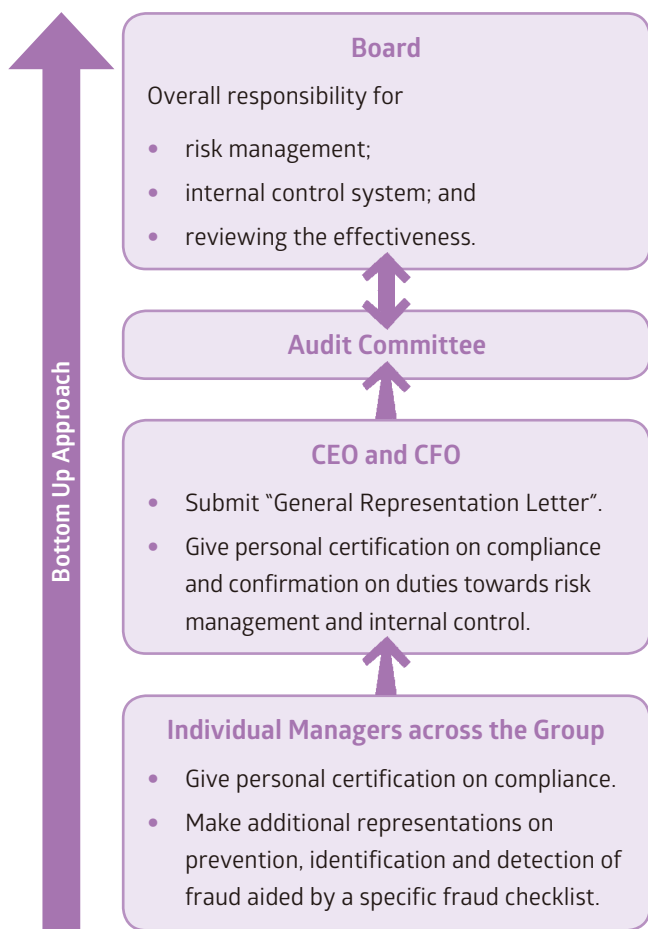 Board
Overall responsibility for
• risk management;
• internal control system; and
• reviewing the effectiveness.
Audit Committee
CEO and CFO
• Submit “General Representation Letter”.
• Give personal certification on compliance
and confirmation on duties towards risk
management and internal control.
Individual Managers across the Group
• Give personal certification on compliance.
• Make additional representations on
prevention, identification and detection of
fraud aided by a specific fraud checklist.
Bottom Up Approach